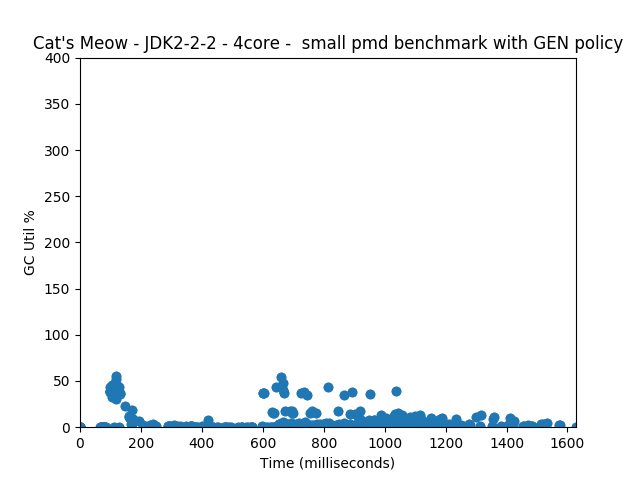 Cat's Meow - JDK2-2-2 - 4core -  small pmd benchmark with GEN policy
400
350
300
250
200
150
100
50
0
GC Util %
0 200 400 600 800 1000 1200 1400 1600
Time (milliseconds)